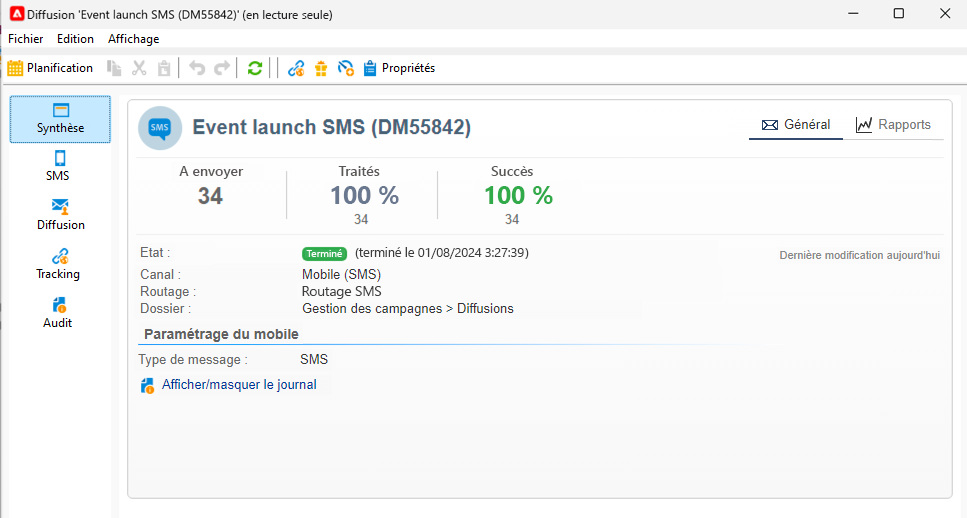 Diffusion 'Event launch SMS (DM55842)' (en lecture seule)
Fichier Edition Affichage
Planification Propriétés
Synthèse
SMS
Diffusion
Tracking
Audit
SMS Event launch SMS (DM55842)
Général Rapports
A envoyer Traités Succès
34 100 % 100 %
34 34
Etat : Terminé (terminé le 01/08/2024 3:27:39) Dernière modification aujourd'hui
Canal : Mobile (SMS)
Routage : Routage SMS
Dossier : Gestion des campagnes > Diffusions
Paramétrage du mobile
Type de message : SMS
Afficher/masquer le journal